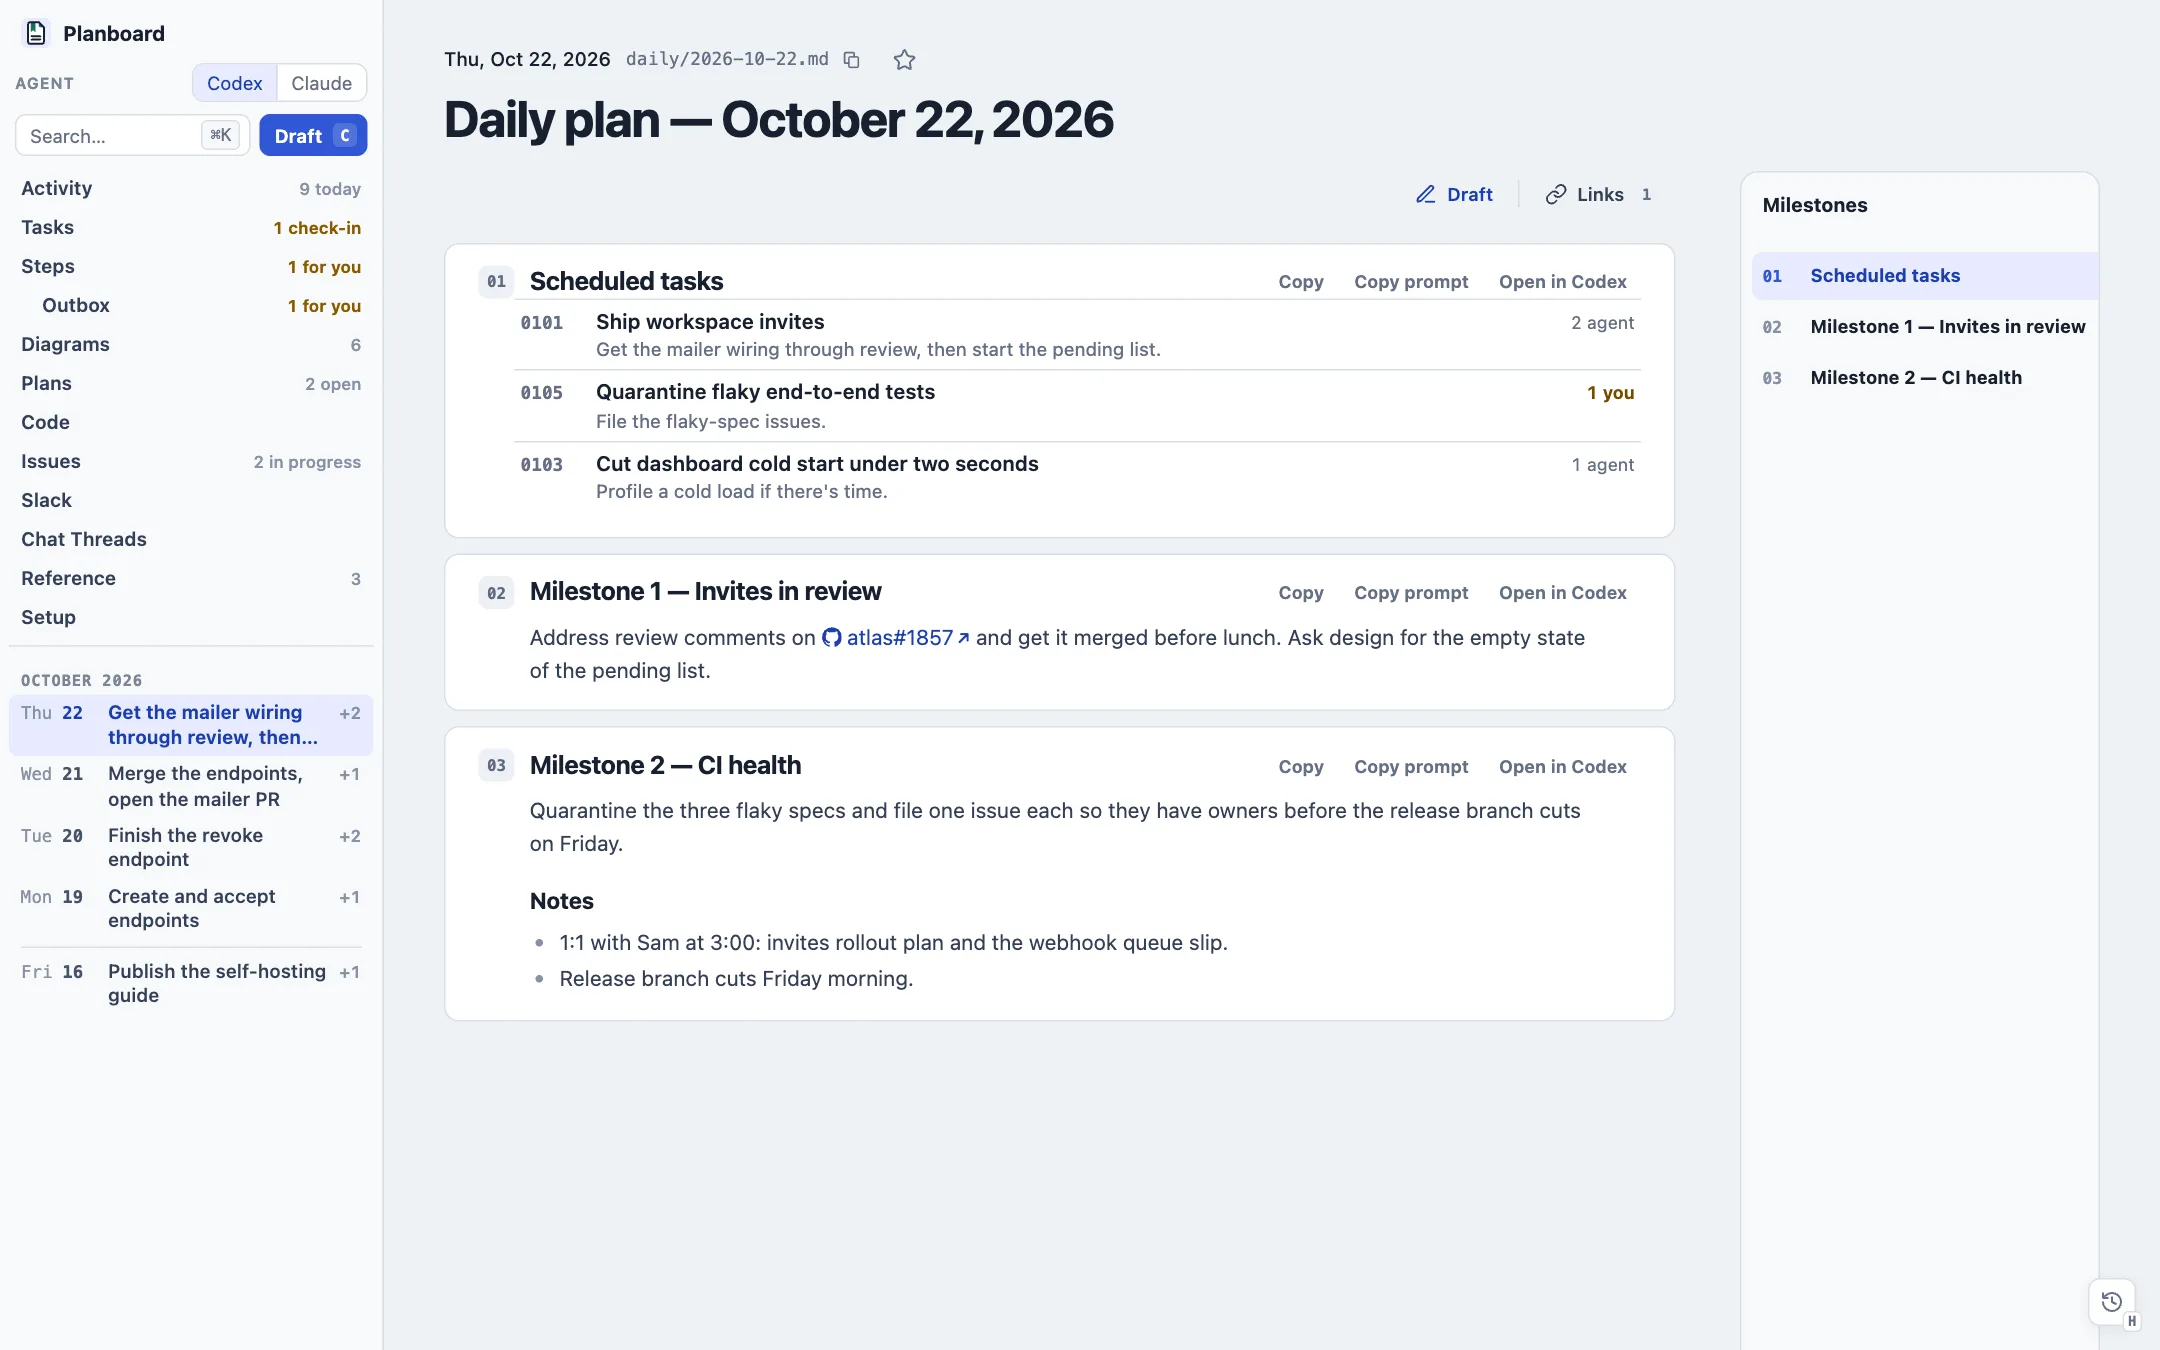 Planboard
AGENT
Codex
Claude
Search...
⌘K
Draft C
Activity 9 today
Tasks 1 check-in
Steps 1 for you
Outbox 1 for you
Diagrams 6
Plans 2 open
Code
Issues 2 in progress
Slack
Chat Threads
Reference 3
Setup
OCTOBER 2026
Thu 22 Get the mailer wiring +2
through review, then...
Wed 21 Merge the endpoints, +1
open the mailer PR
Tue 20 Finish the revoke +2
endpoint
Mon 19 Create and accept +1
endpoints
Fri 16 Publish the self-hosting +1
guide
Thu, Oct 22, 2026 daily/2026-10-22.md
Daily plan — October 22, 2026
Draft
Links 1
01 Scheduled tasks Copy Copy prompt Open in Codex
0101 Ship workspace invites 2 agent
Get the mailer wiring through review, then start the pending list.
0105 Quarantine flaky end-to-end tests 1 you
File the flaky-spec issues.
0103 Cut dashboard cold start under two seconds 1 agent
Profile a cold load if there's time.
02 Milestone 1 — Invites in review Copy Copy prompt Open in Codex
Address review comments on atlas#1857↗ and get it merged before lunch. Ask design for the empty state
of the pending list.
03 Milestone 2 — CI health Copy Copy prompt Open in Codex
Quarantine the three flaky specs and file one issue each so they have owners before the release branch cuts
on Friday.
Notes
• 1:1 with Sam at 3:00: invites rollout plan and the webhook queue slip.
• Release branch cuts Friday morning.
Milestones
01 Scheduled tasks
02 Milestone 1 — Invites in review
03 Milestone 2 — CI health
H